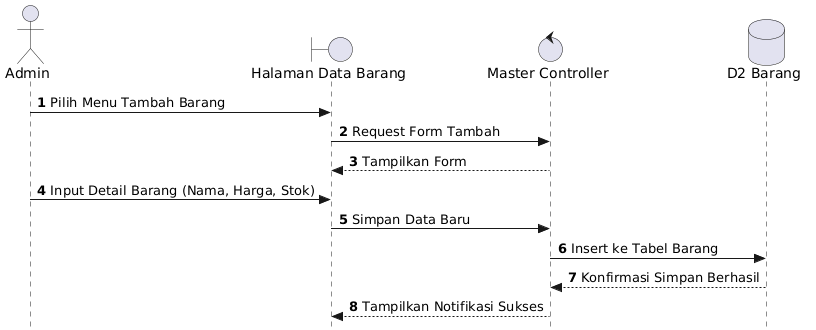 Admin
Halaman Data Barang
Master Controller
D2 Barang
1 Pilih Menu Tambah Barang
2 Request Form Tambah
3 Tampilkan Form
4 Input Detail Barang (Nama, Harga, Stok)
5 Simpan Data Baru
6 Insert ke Tabel Barang
7 Konfirmasi Simpan Berhasil
8 Tampilkan Notifikasi Sukses